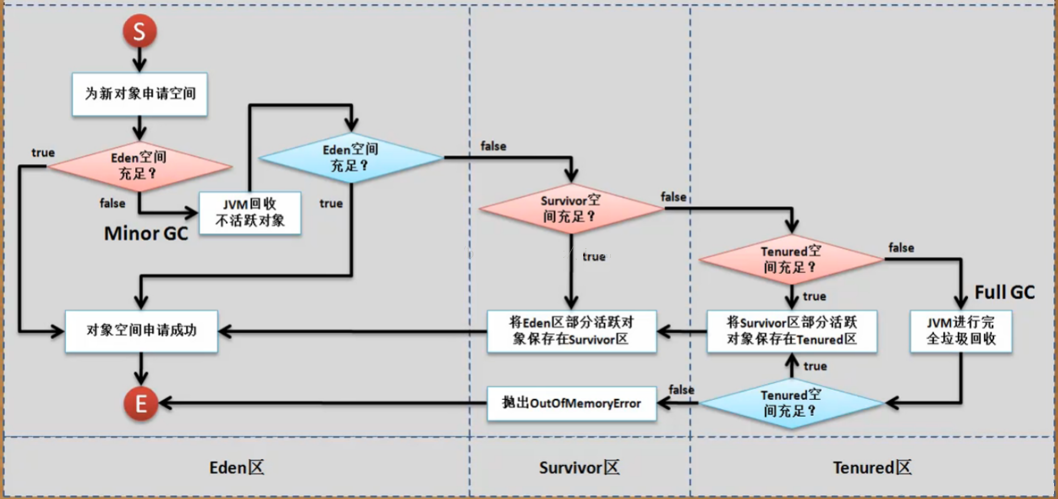 S
为新对象申请空间
true
Eden空间
充足？
false
Minor GC
JVM回收
不活跃对象
Eden空间
充足？
true
false
Survivor空
间充足？
true
false
Tenured空
间充足？
true
false
Full GC
JVM进行完
全垃圾回收
将Survivor区部分活跃
对象保存在Tenured区
将Eden区部分活跃对
象保存在Survivor区
对象空间申请成功
true
Tenured空
间充足？
false
抛出OutOfMemoryError
E
Eden区
Survivor区
Tenured区